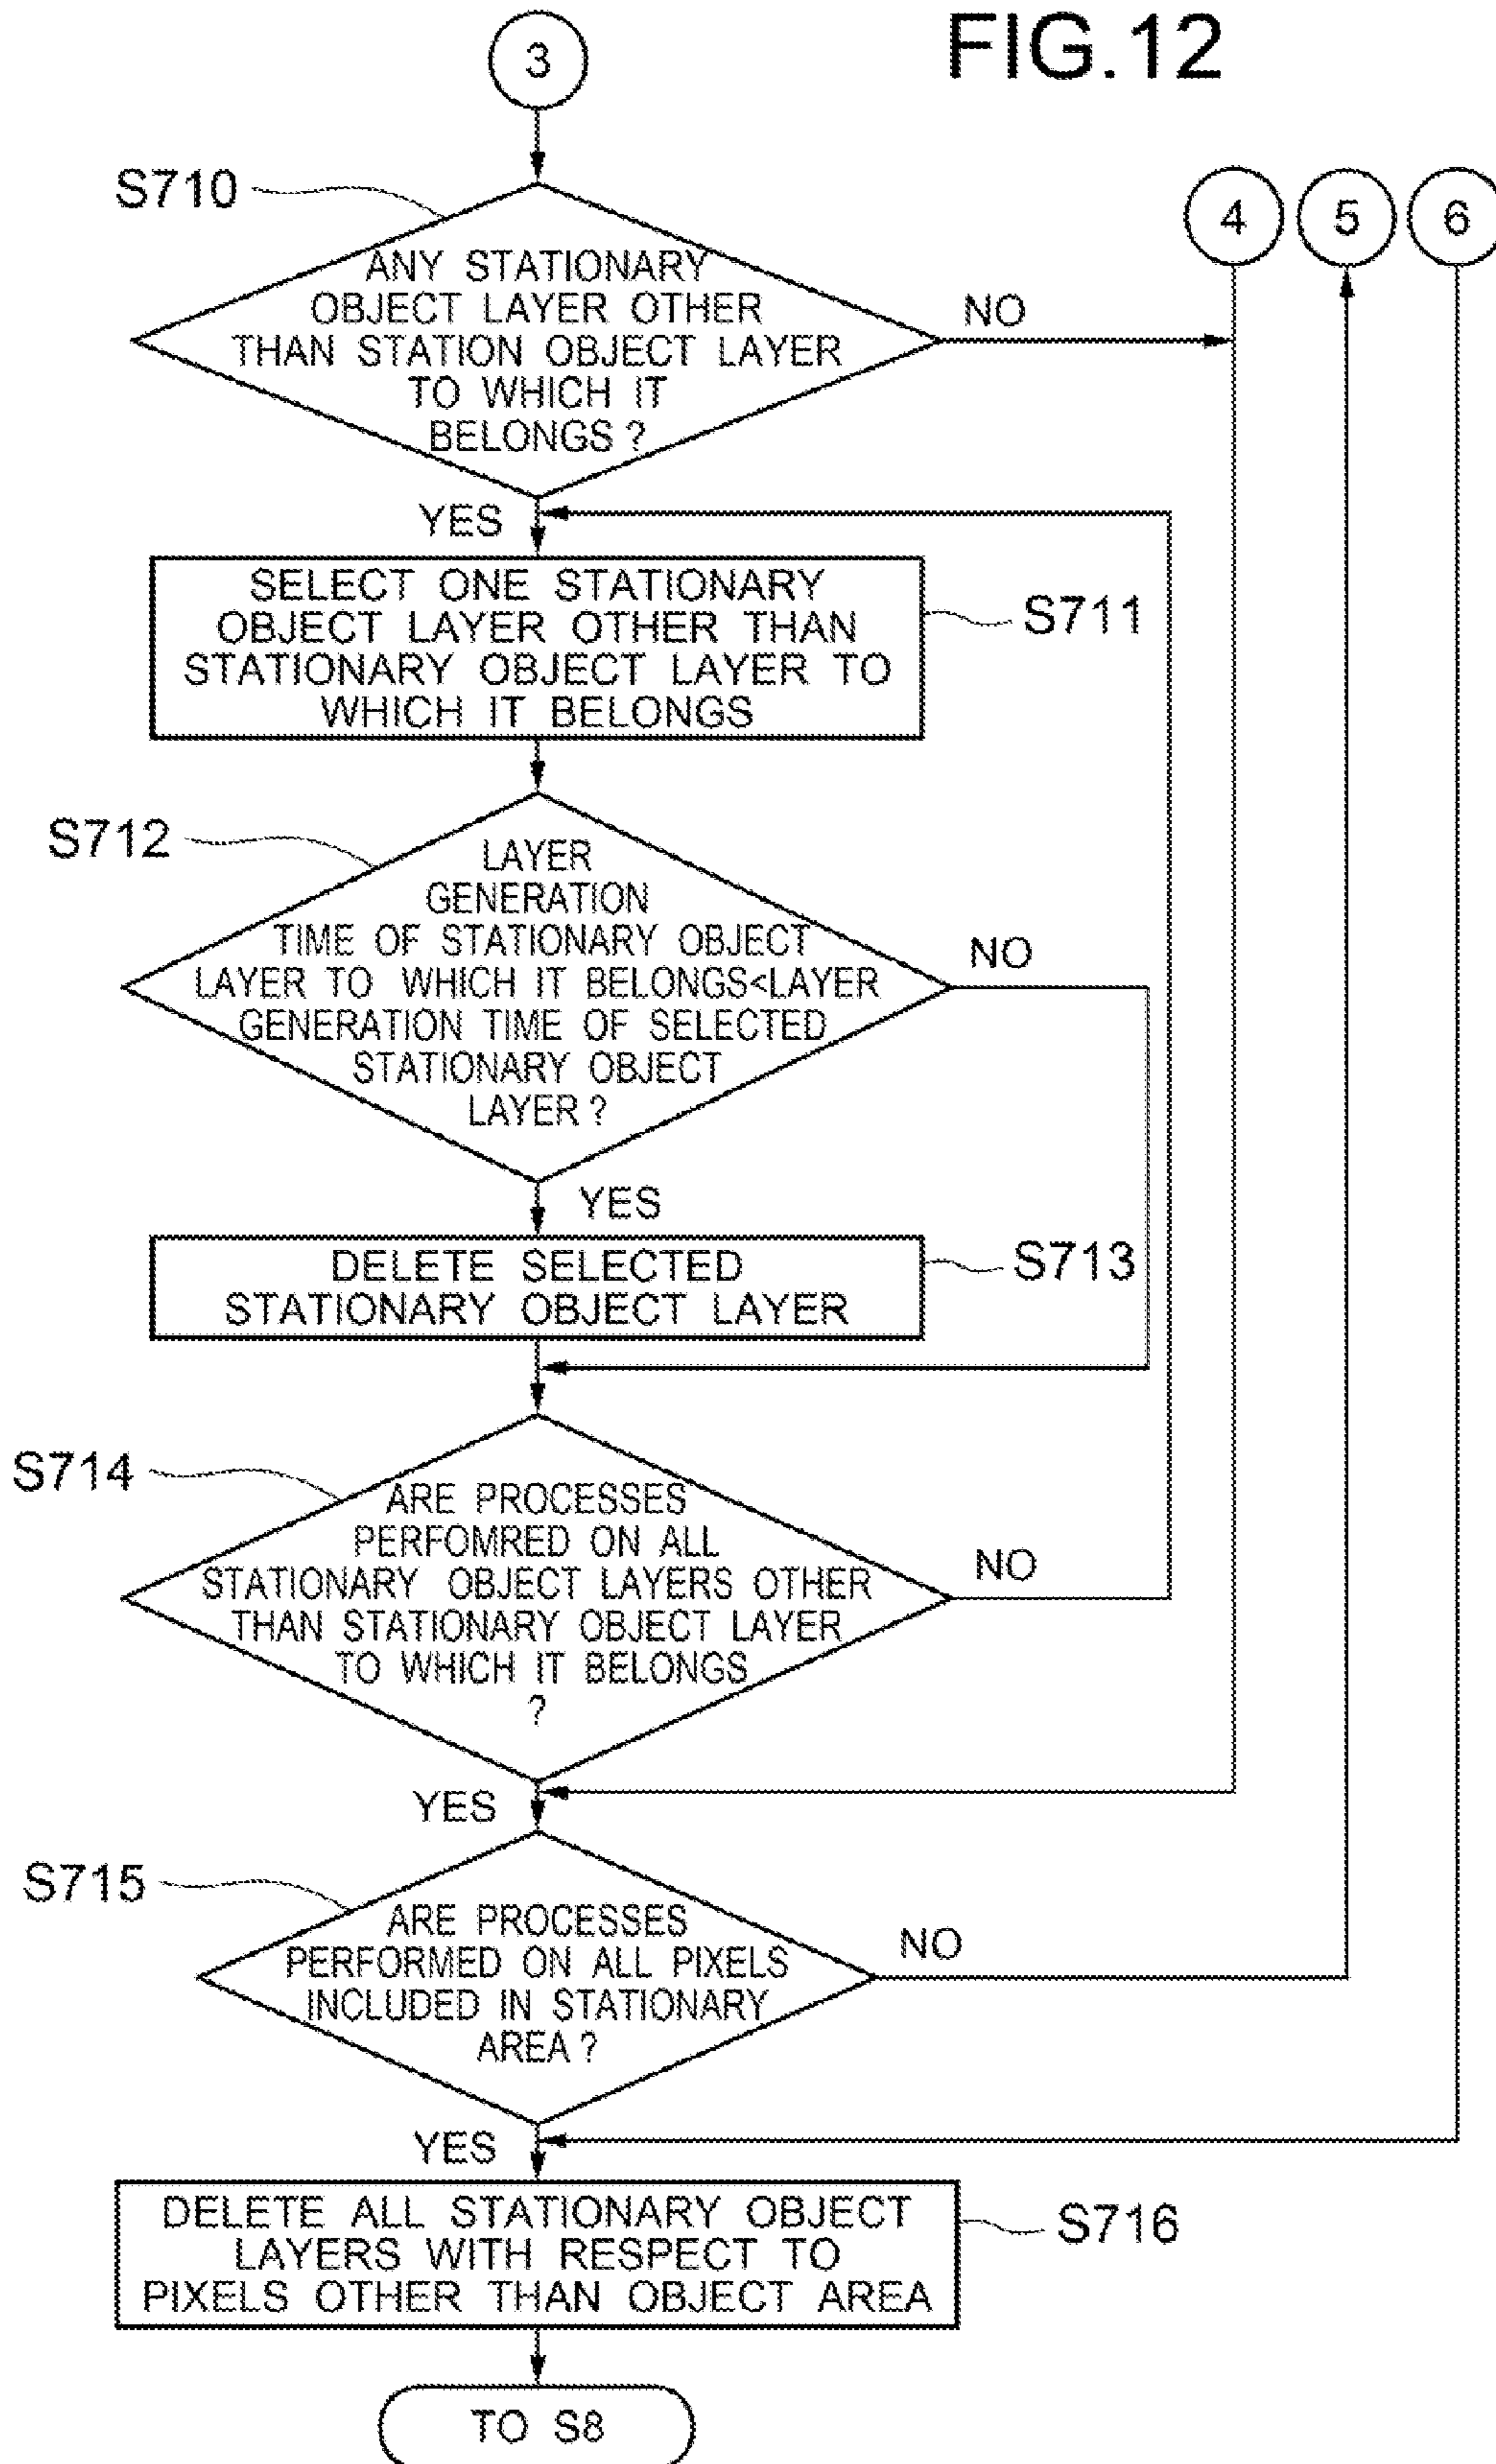 FIG.12
3
4
5
6
S710
ANY STATIONARY
OBJECT LAYER OTHER
THAN STATION OBJECT LAYER
TO WHICH IT
BELONGS ?
NO
YES
SELECT ONE STATIONARY
OBJECT LAYER OTHER THAN
STATIONARY OBJECT LAYER TO
WHICH IT BELONGS
S711
S712
LAYER
GENERATION
TIME OF STATIONARY OBJECT
LAYER TO WHICH IT BELONGS<LAYER
GENERATION TIME OF SELECTED
STATIONARY OBJECT
LAYER ?
NO
YES
DELETE SELECTED
STATIONARY OBJECT LAYER
S713
S714
ARE PROCESSES
PERFOMRED ON ALL
STATIONARY OBJECT LAYERS OTHER
THAN STATIONARY OBJECT LAYER
TO WHICH IT BELONGS
?
NO
YES
S715
ARE PROCESSES
PERFORMED ON ALL PIXELS
INCLUDED IN STATIONARY
AREA ?
NO
YES
DELETE ALL STATIONARY OBJECT
LAYERS WITH RESPECT TO
PIXELS OTHER THAN OBJECT AREA
S716
TO S8